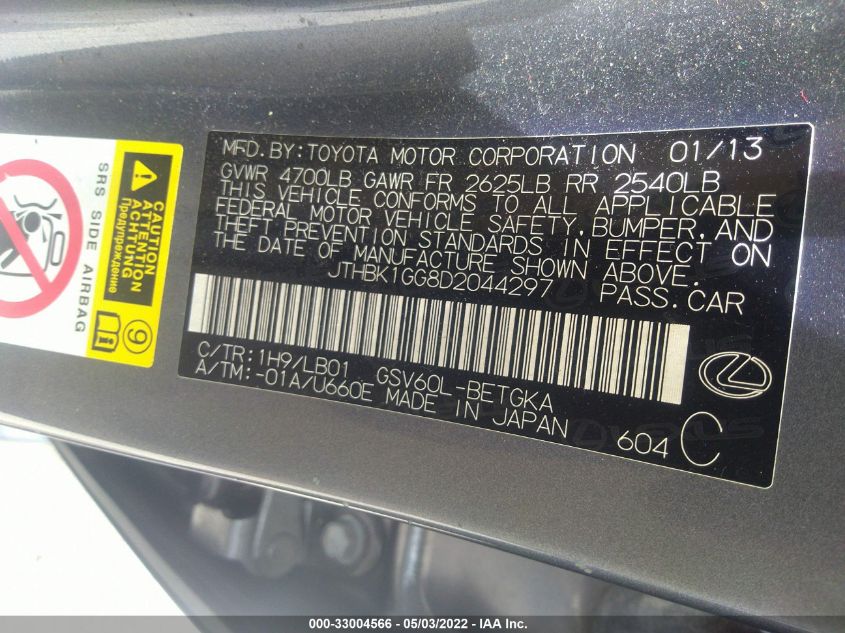 MFD.BY:TOYOTA MOTOR CORPORATION 01/13
GVWR 4700LB GAWR FR 2625LB RR 2540LB
THIS VEHICLE CONFORMS TO ALL APPLICABLE
FEDERAL MOTOR VEHICLE SAFETY,BUMPER,AND
THEFT PREVENTION STANDARDS IN EFFECT ON
THE DATE OF MANUFACTURE SHOWN ABOVE.
JTHBK1GG8D2044297 PASS.CAR
C/TR:1H9/LB01 GSV60L-BETGKA
A/TM:-01A/U660E MADE IN JAPAN
604 C
SRS SIDE AIRBAG
CAUTION
ATTENTION
ACHTUNG
Предупреждение
9
000-33004566 - 05/03/2022 - IAAI Inc.